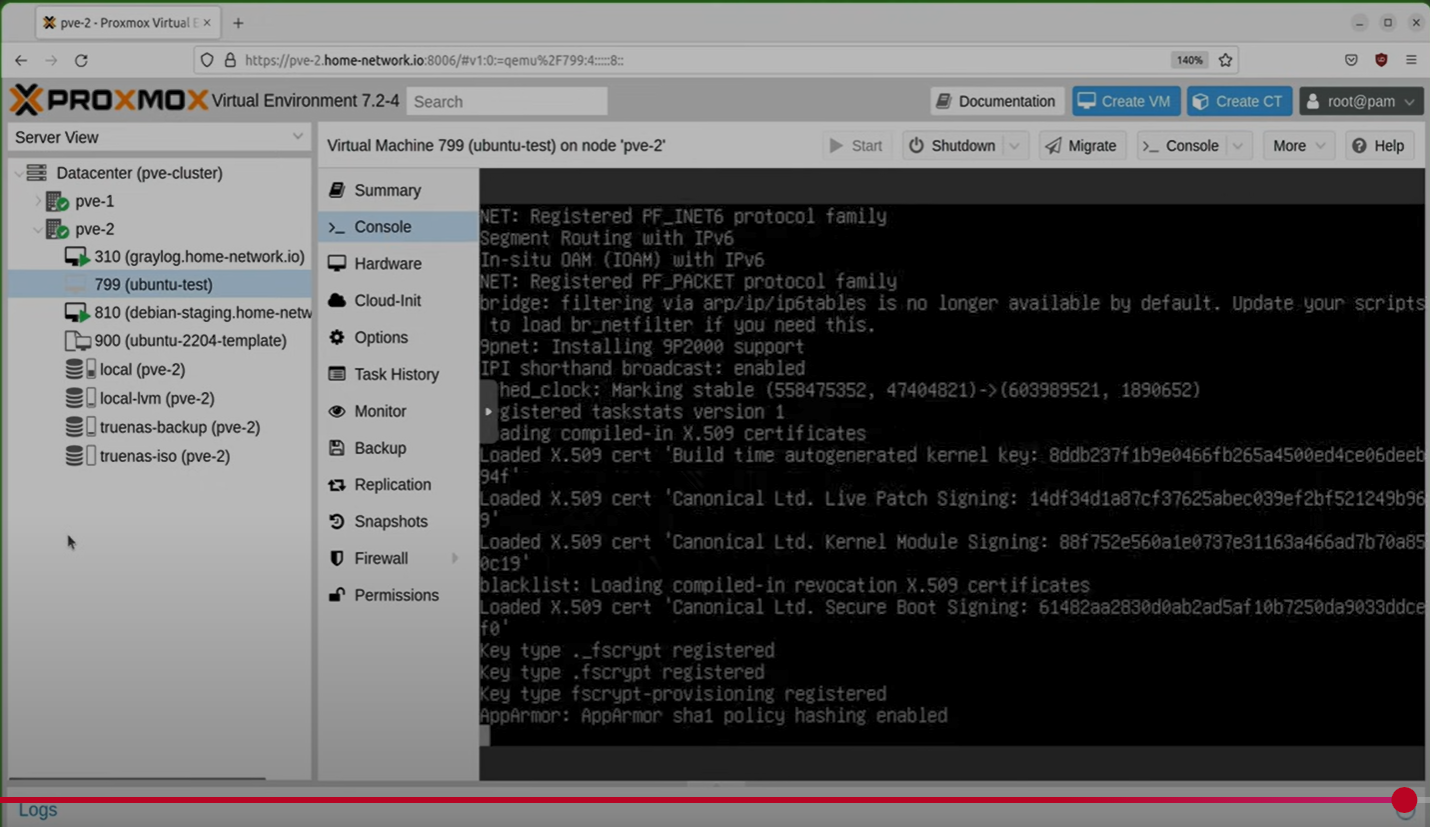 pve-2 - Proxmox Virtual E
https://pve-2.home-network.io:8006/#v1:0:=qemu%2F799:4:::::8::
140%
PROXMOX Virtual Environment 7.2-4
Search
Documentation
Create VM
Create CT
root@pam
Server View
Virtual Machine 799 (ubuntu-test) on node 'pve-2'
Start
Shutdown
Migrate
Console
More
Help
Datacenter (pve-cluster)
pve-1
pve-2
310 (graylog.home-network.io)
799 (ubuntu-test)
810 (debian-staging.home-netw
900 (ubuntu-2204-template)
local (pve-2)
local-lvm (pve-2)
truenas-backup (pve-2)
truenas-iso (pve-2)
Summary
Console
Hardware
Cloud-Init
Options
Task History
Monitor
Backup
Replication
Snapshots
Firewall
Permissions
NET: Registered PF_INET6 protocol family
Segment Routing with IPv6
In-situ OAM (IOAM) with IPv6
NET: Registered PF_PACKET protocol family
bridge: filtering via arp/ip/ip6tables is no longer available by default. Update your scripts
to load br_netfilter if you need this.
9pnet: Installing 9P2000 support
IPI shorthand broadcast: enabled
hed_clock: Marking stable (558475352, 47404821)->(603989521, 1890652)
gistered taskstats version 1
oading compiled-in X.509 certificates
Loaded X.509 cert 'Build time autogenerated kernel key: 8ddb237f1b9e0466fb265a4500ed4ce06deeb
94f'
Loaded X.509 cert 'Canonical Ltd. Live Patch Signing: 14df34d1a87cf37625abec039ef2bf521249b96
9'
Loaded X.509 cert 'Canonical Ltd. Kernel Module Signing: 88f752e560a1e0737e31163a466ad7b70a85
0c19'
blacklist: Loading compiled-in revocation X.509 certificates
Loaded X.509 cert 'Canonical Ltd. Secure Boot Signing: 61482aa2830d0ab2ad5af10b7250da9033ddce
f0'
Key type ._fscrypt registered
Key type .fscrypt registered
Key type fscrypt-provisioning registered
AppArmor: AppArmor sha1 policy hashing enabled
Logs